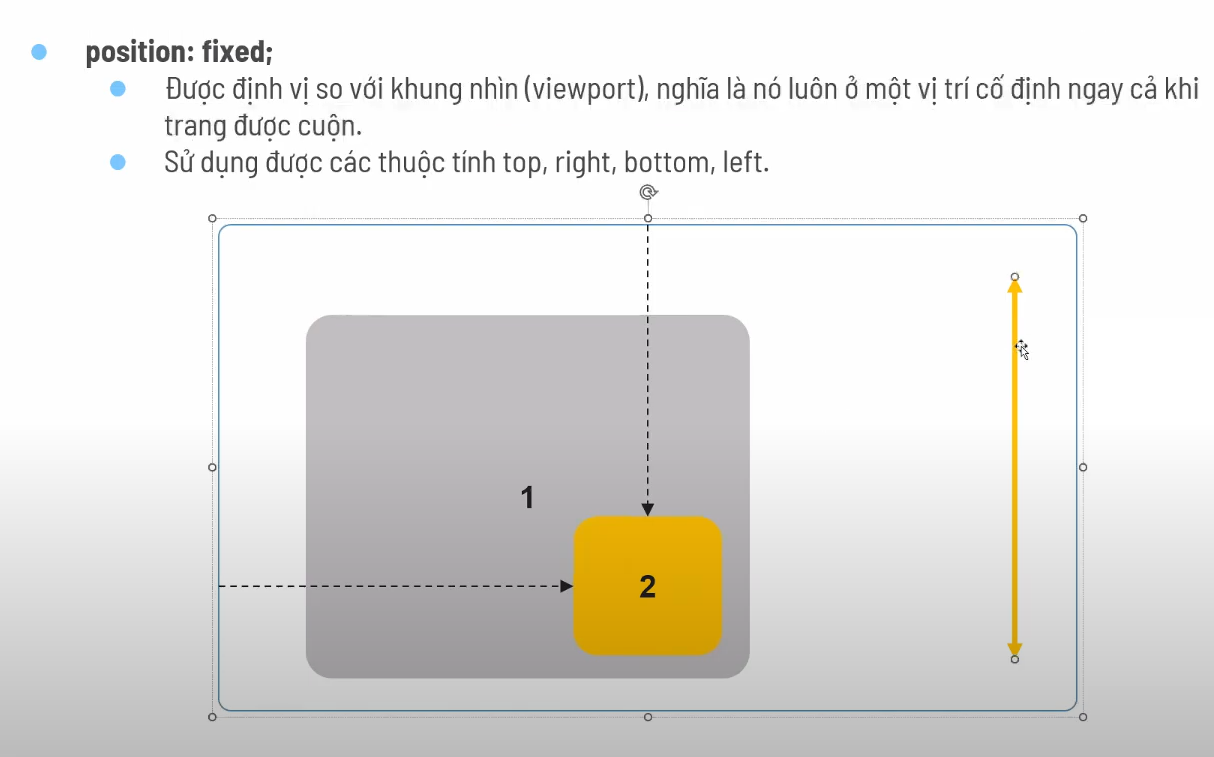 position: fixed;
Được định vị so với khung nhìn (viewport), nghĩa là nó luôn ở một vị trí cố định ngay cả khi
trang được cuộn.
Sử dụng được các thuộc tính top, right, bottom, left.
1
2